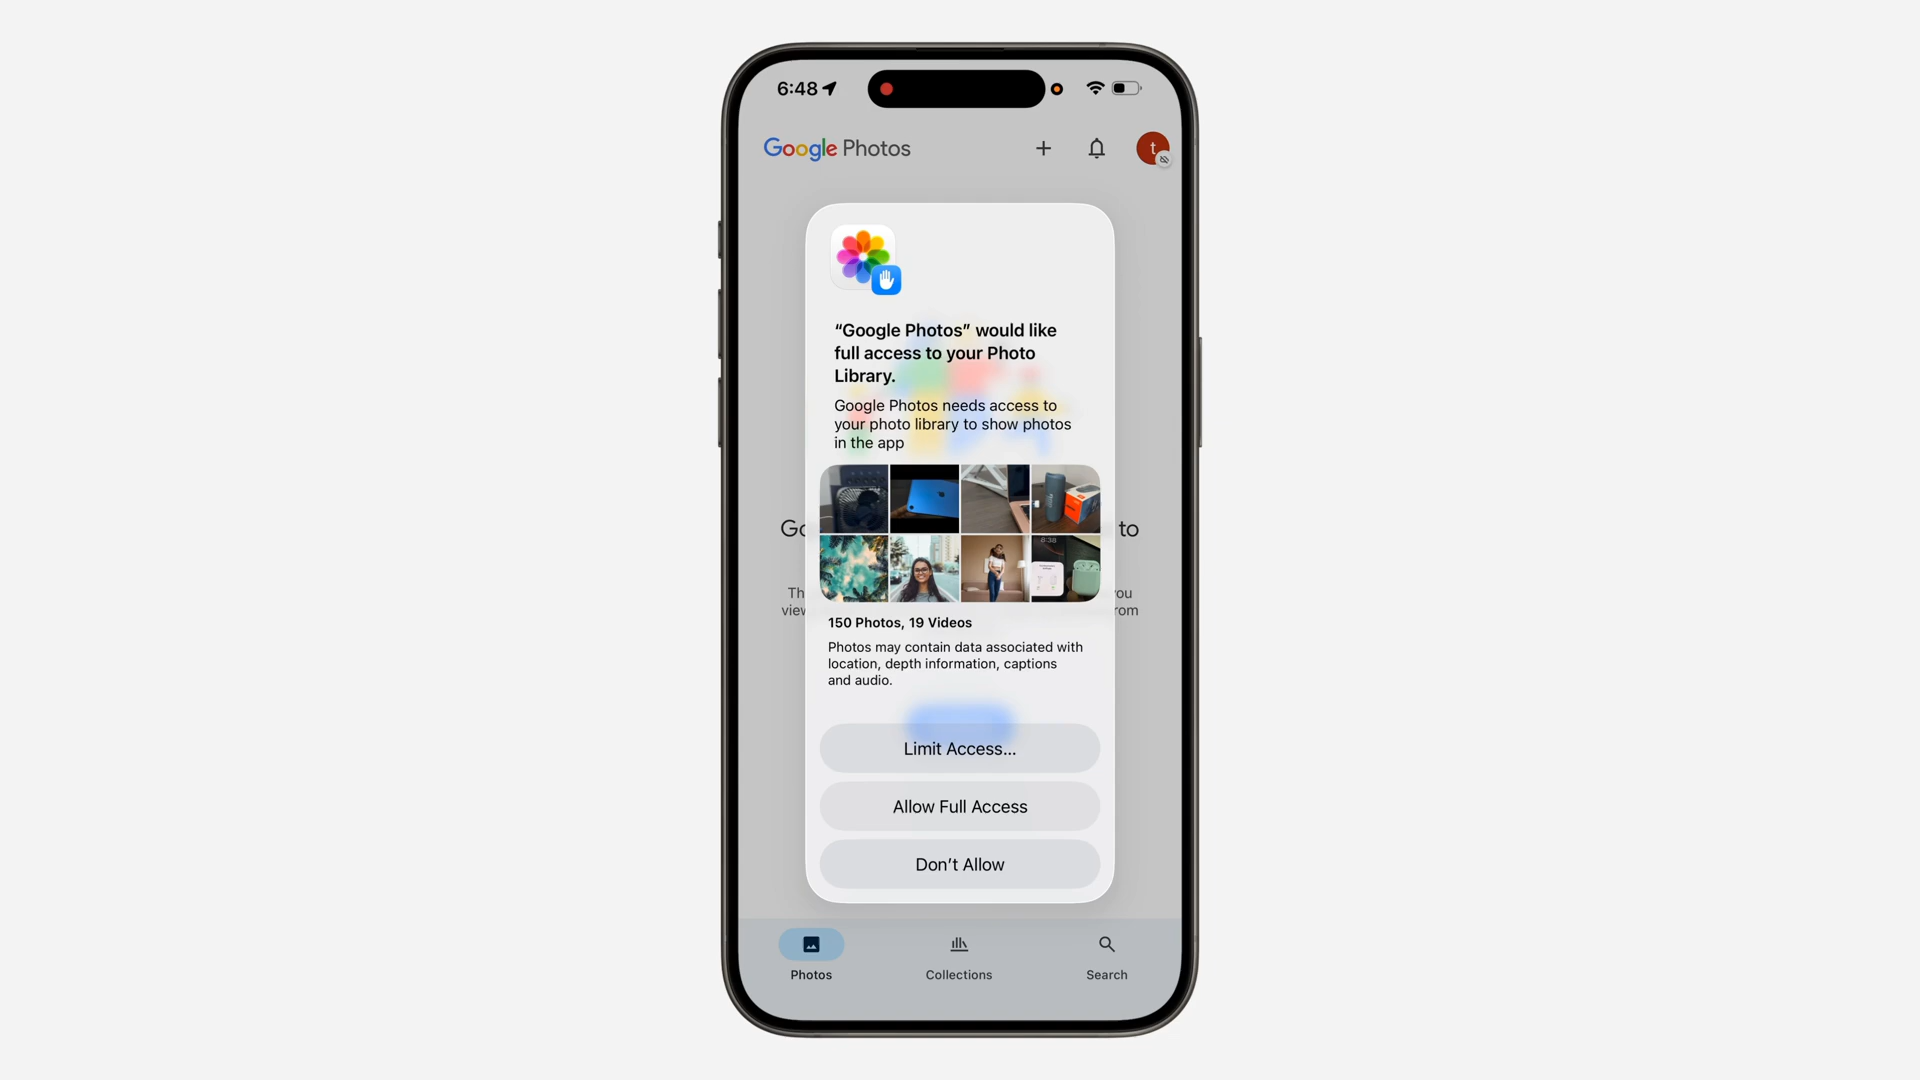 6:48
Google Photos
t
“Google Photos” would like
full access to your Photo
Library.
Google Photos needs access to
your photo library to show photos
in the app
to
150 Photos, 19 Videos
Photos may contain data associated with
location, depth information, captions
and audio.
Limit Access...
Allow Full Access
Don’t Allow
Photos
Collections
Search